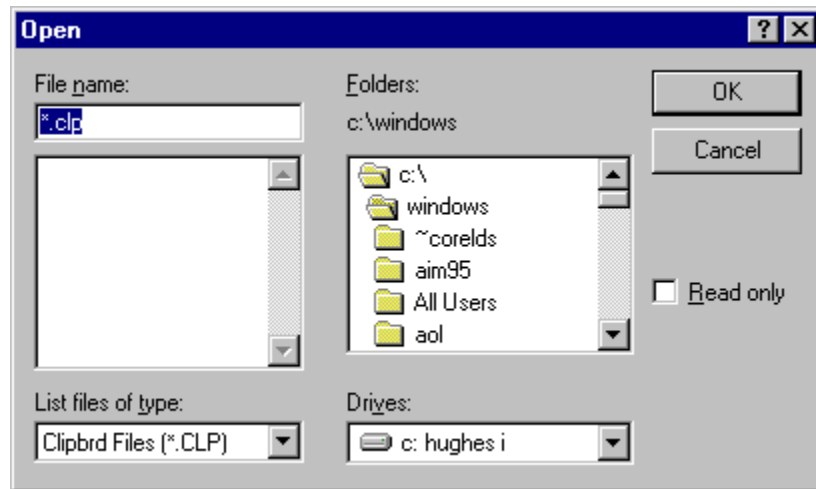 Open
File name:
*.clp
Folders:
c:\windows
c:\
windows
~corelds
aim95
All Users
aol
OK
Cancel
Read only
List files of type:
Clipbrd Files (*.CLP)
Drives:
c: hughes i